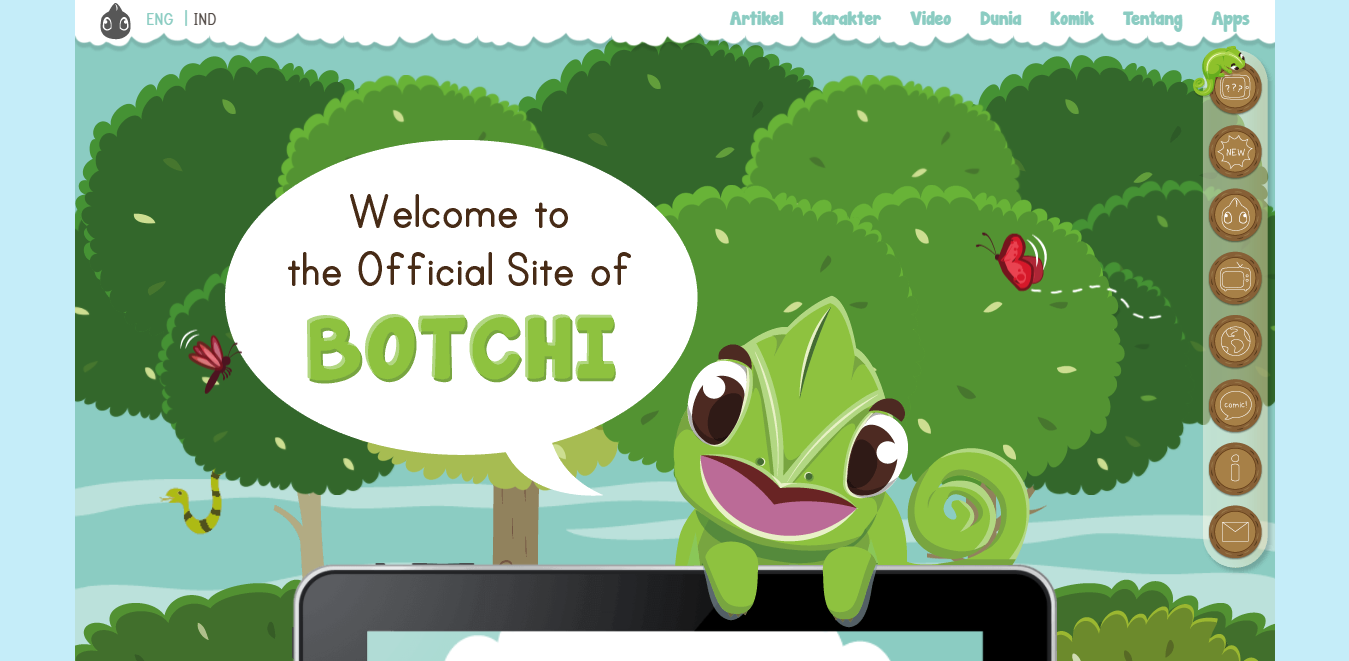 ENG | IND
Artikel Karakter Video Dunia Komik Tentang Apps
???
NEW
Welcome to
the Official Site of
BOTCHI
comic!
i